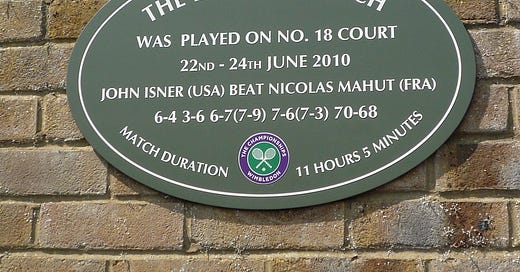 THE
WAS PLAYED ON NO. 18 COURT
22ND - 24TH JUNE 2010
JOHN ISNER (USA) BEAT NICOLAS MAHUT (FRA)
6-4 3-6 6-7(7-9) 7-6(7-3) 70-68
MATCH DURATION
THE CHAMPIONSHIPS
WIMBLEDON
11 HOURS 5 MINUTES